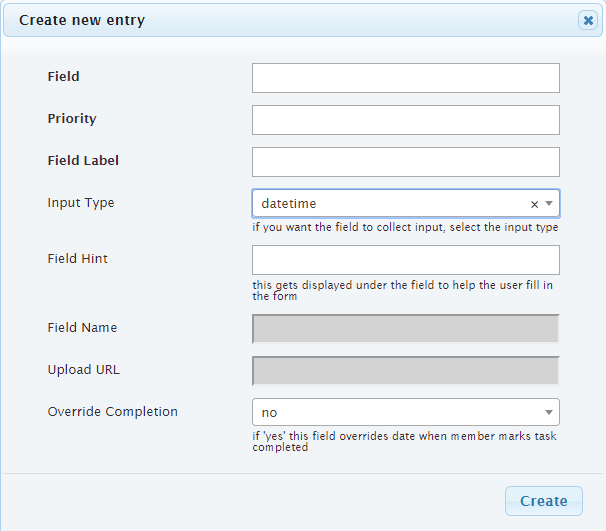 Create new entry
Field
Priority
Field Label
Input Type
datetime
if you want the field to collect input, select the input type
Field Hint
this gets displayed under the field to help the user fill in
the form
Field Name
Upload URL
Override Completion
no
if 'yes' this field overrides date when member marks task
completed
Create